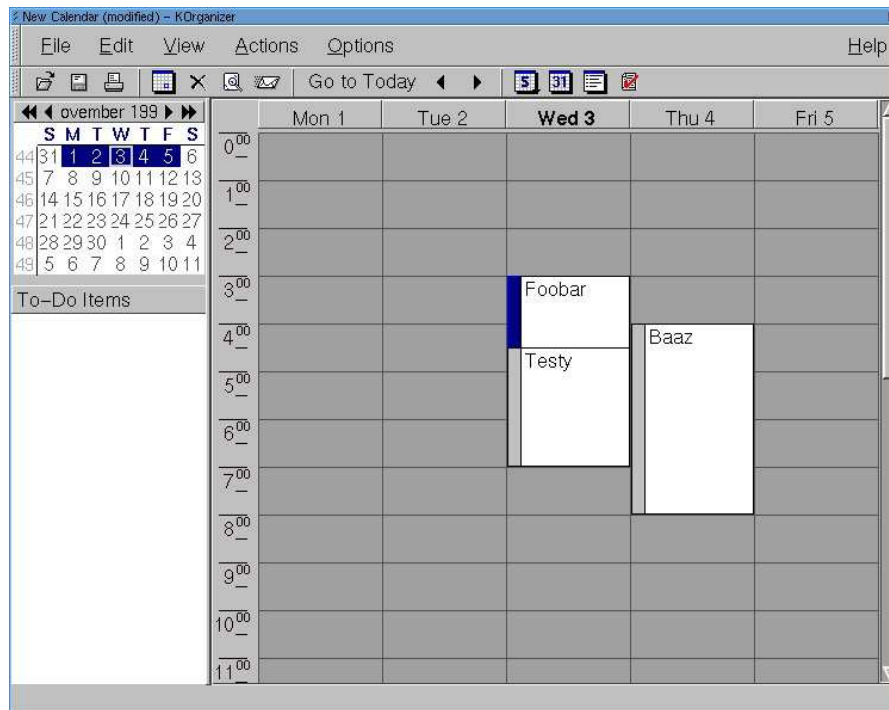 New Calendar (modified) – KOrganizer
File Edit View Actions Options Help
Go to Today 5 31
ovember 199
S M T W T F S
44 31 1 2 3 4 5 6
45 7 8 9 10 11 12 13
46 14 15 16 17 18 19 20
47 21 22 23 24 25 26 27
48 28 29 30 1 2 3 4
49 5 6 7 8 9 10 11
To–Do Items
Mon 1 Tue 2 Wed 3 Thu 4 Fri 5
0 00
1 00
2 00
3 00
Foobar
4 00
Baaz
Testy
5 00
6 00
7 00
8 00
9 00
10 00
11 00